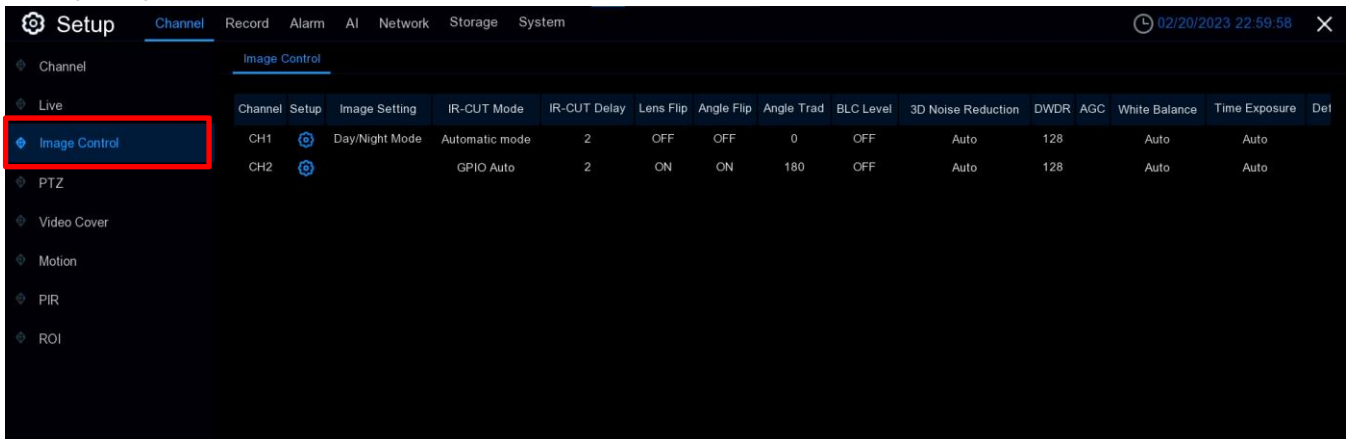 Setup Channel Record Alarm AI Network Storage System 02/20/2023 22:59:58
Channel
Live
Image Control
PTZ
Video Cover
Motion
PIR
ROI
Image Control
Channel Setup Image Setting IR-CUT Mode IR-CUT Delay Lens Flip Angle Flip Angle Trad BLC Level 3D Noise Reduction DWDR AGC White Balance Time Exposure Def
CH1 Day/Night Mode Automatic mode 2 OFF OFF 0 OFF Auto 128 Auto Auto
CH2 GPIO Auto 2 ON ON 180 OFF Auto 128 Auto Auto